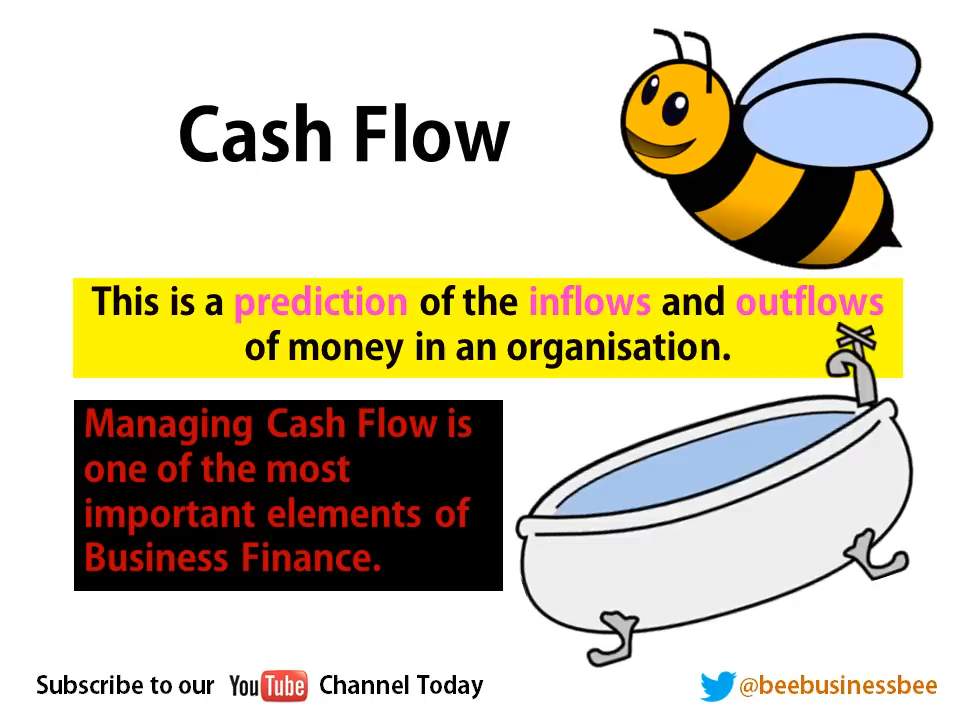 Cash Flow
This is a prediction of the inflows and outflows
of money in an organisation.
Managing Cash Flow is
one of the most
important elements of
Business Finance.
Subscribe to our YouTube Channel Today
@beebusinessbee